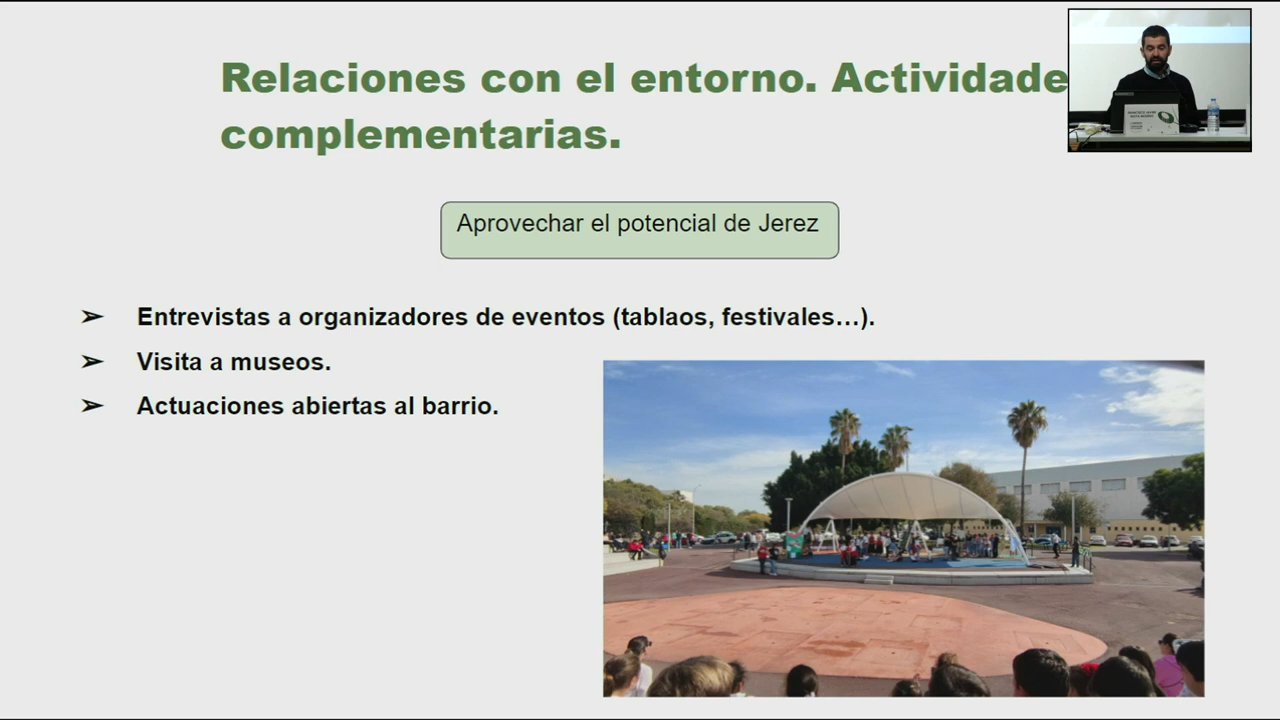 Relaciones con el entorno. Actividade
complementarias.
Aprovechar el potencial de Jerez
➢ Entrevistas a organizadores de eventos (tablaos, festivales…).
➢ Visita a museos.
➢ Actuaciones abiertas al barrio.